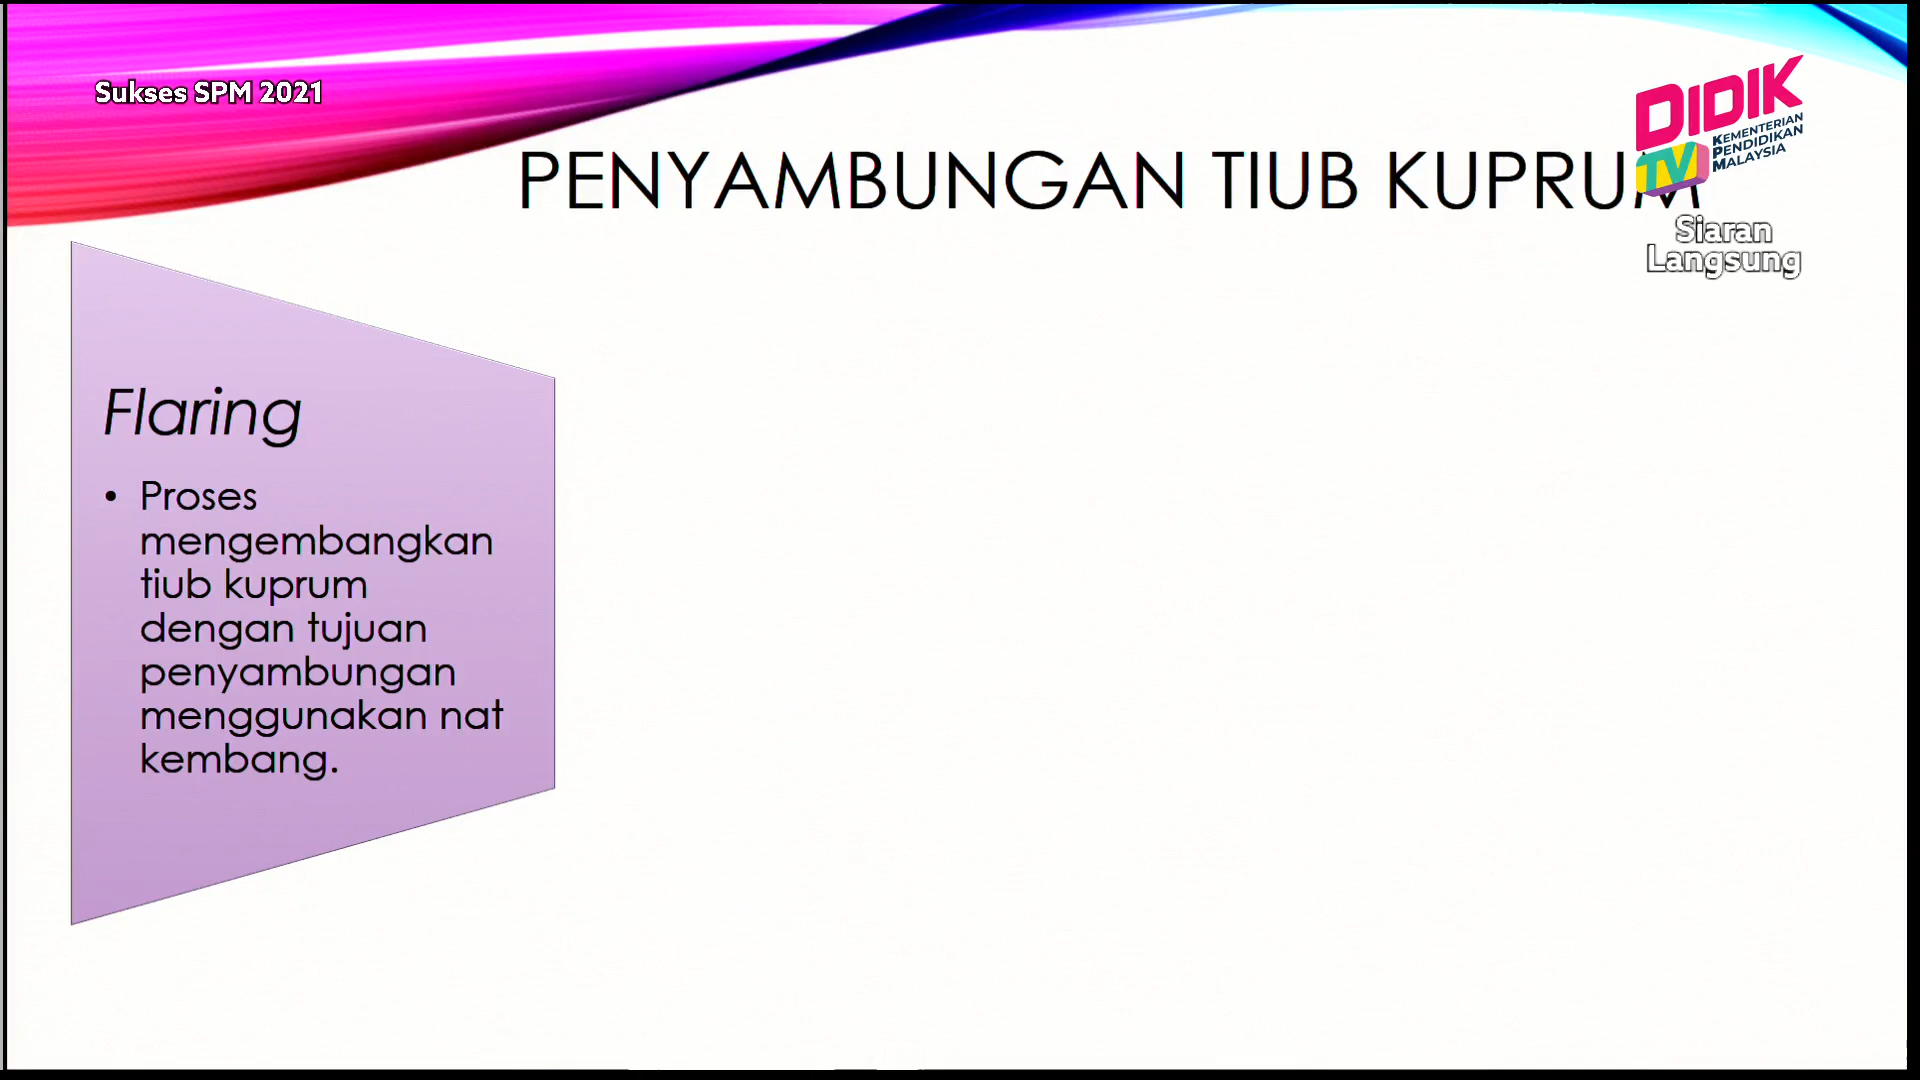 Sukses SPM 2021
DIDIK
TV
KEMENTERIAN
PENDIDIKAN
MALAYSIA
PENYAMBUNGAN TIUB KUPRUM
Siaran
Langsung
Flaring
• Proses
mengembangkan
tiub kuprum
dengan tujuan
penyambungan
menggunakan nat
kembang.